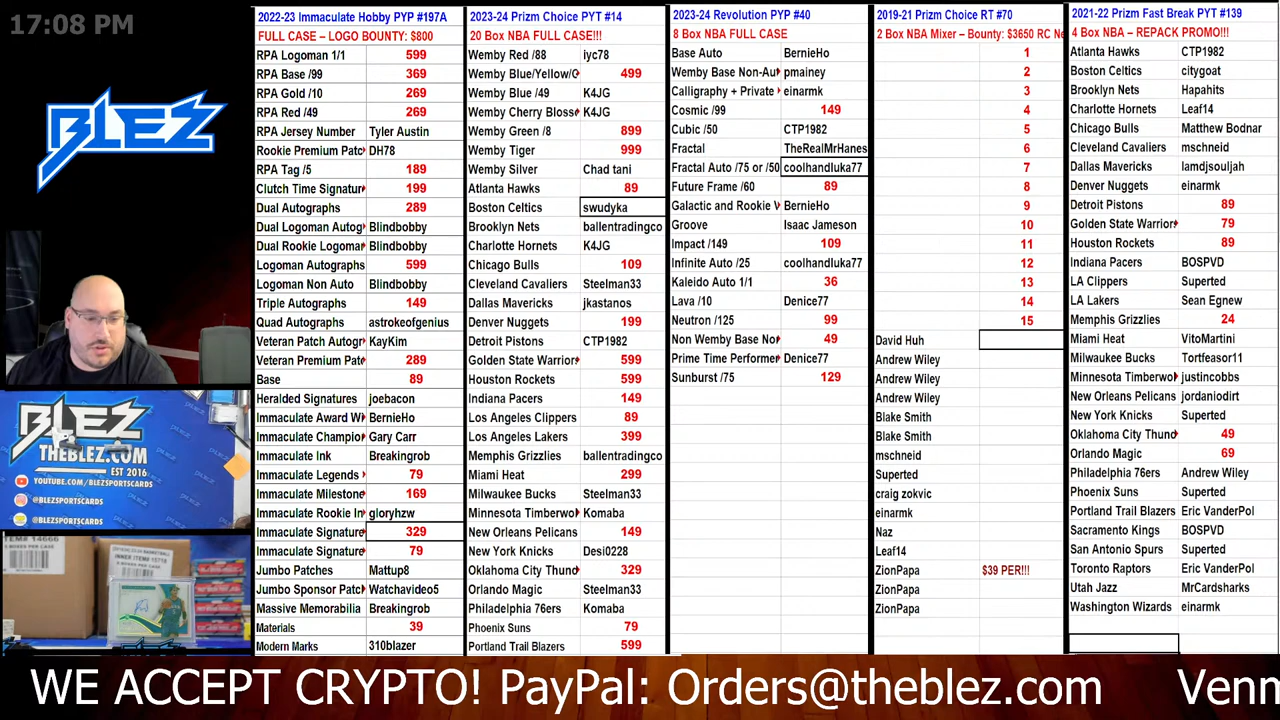 17:08 PM
BLEZ
BLEZ
THEBLEZ.COM
EST 2016
YOUTUBE.COM/BLEZSPORTSCARDS
@BLEZSPORTSCARDS
@BLEZSPORTSCARDS
ITEM# 14666
2022-23 Immaculate Hobby PYP #197A
FULL CASE – LOGO BOUNTY: $800
RPA Logoman 1/1 599
RPA Base /99 369
RPA Gold /10 269
RPA Red /49 269
RPA Jersey Number Tyler Austin
Rookie Premium Patc DH78
RPA Tag /5 189
Clutch Time Signatur 199
Dual Autographs 289
Dual Logoman Autog Blindbobby
Dual Rookie Logomar Blindbobby
Logoman Autographs 599
Logoman Non Auto Blindbobby
Triple Autographs 149
Quad Autographs astrokeofgenius
Veteran Patch Autogr KayKim
Veteran Premium Pat 289
Base 89
Heralded Signatures joebacon
Immaculate Award W BernieHo
Immaculate Champio Gary Carr
Immaculate Ink Breakingrob
Immaculate Legends 79
Immaculate Milestone 169
Immaculate Rookie In gloryhzw
Immaculate Signature 329
Immaculate Signature 79
Jumbo Patches Mattup8
Jumbo Sponsor Patc Watchavideo5
Massive Memorabilia Breakingrob
Materials 39
Modern Marks 310blazer
2023-24 Prizm Choice PYT #14
20 Box NBA FULL CASE!!!
Wemby Red /88 iyc78
Wemby Blue/Yellow/G 499
Wemby Blue /49 K4JG
Wemby Cherry Bloss K4JG
Wemby Green /8 899
Wemby Tiger 999
Wemby Silver Chad tani
Atlanta Hawks 89
Boston Celtics swudyka
Brooklyn Nets ballentradingco
Charlotte Hornets K4JG
Chicago Bulls 109
Cleveland Cavaliers Steelman33
Dallas Mavericks jkastanos
Denver Nuggets 199
Detroit Pistons CTP1982
Golden State Warrior 599
Houston Rockets 599
Indiana Pacers 149
Los Angeles Clippers 89
Los Angeles Lakers 399
Memphis Grizzlies ballentradingco
Miami Heat 299
Milwaukee Bucks Steelman33
Minnesota Timberwo Komaba
New Orleans Pelicans 149
New York Knicks Desi0228
Oklahoma City Thun 329
Orlando Magic Steelman33
Philadelphia 76ers Komaba
Phoenix Suns 79
Portland Trail Blazers 599
2023-24 Revolution PYP #40
8 Box NBA FULL CASE
Base Auto BernieHo
Wemby Base Non-Au pmainey
Calligraphy + Private einarmk
Cosmic /99 149
Cubic /50 CTP1982
Fractal TheRealMrHanes
Fractal Auto /75 or /50 coolhandluka77
Future Frame /60 89
Galactic and Rookie V BernieHo
Groove Isaac Jameson
Impact /149 109
Infinite Auto /25 coolhandluka77
Kaleido Auto 1/1 36
Lava /10 Denice77
Neutron /125 99
Non Wemby Base No 49
Prime Time Performer Denice77
Sunburst /75 129
2019-21 Prizm Choice RT #70
2 Box NBA Mixer – Bounty: $3650 RC Ne
1
2
3
4
5
6
7
8
9
10
11
12
13
14
15
David Huh
Andrew Wiley
Andrew Wiley
Andrew Wiley
Blake Smith
Blake Smith
mschneid
Superted
craig zokvic
einarmk
Naz
Leaf14
ZionPapa $39 PER!!!
ZionPapa
ZionPapa
2021-22 Prizm Fast Break PYT #139
4 Box NBA – REPACK PROMO!!!
Atlanta Hawks CTP1982
Boston Celtics citygoat
Brooklyn Nets Hapahits
Charlotte Hornets Leaf14
Chicago Bulls Matthew Bodnar
Cleveland Cavaliers mschneid
Dallas Mavericks Iamdjsouljah
Denver Nuggets einarmk
Detroit Pistons 89
Golden State Warrior 79
Houston Rockets 89
Indiana Pacers BOSPVD
LA Clippers Superted
LA Lakers Sean Egnew
Memphis Grizzlies 24
Miami Heat VitoMartini
Milwaukee Bucks Tortfeasor11
Minnesota Timberwol justincobbs
New Orleans Pelicans jordaniodirt
New York Knicks Superted
Oklahoma City Thund 49
Orlando Magic 69
Philadelphia 76ers Andrew Wiley
Phoenix Suns Superted
Portland Trail Blazers Eric VanderPol
Sacramento Kings BOSPVD
San Antonio Spurs Superted
Toronto Raptors Eric VanderPol
Utah Jazz MrCardsharks
Washington Wizards einarmk
WE ACCEPT CRYPTO! PayPal: Orders@theblez.com Venm